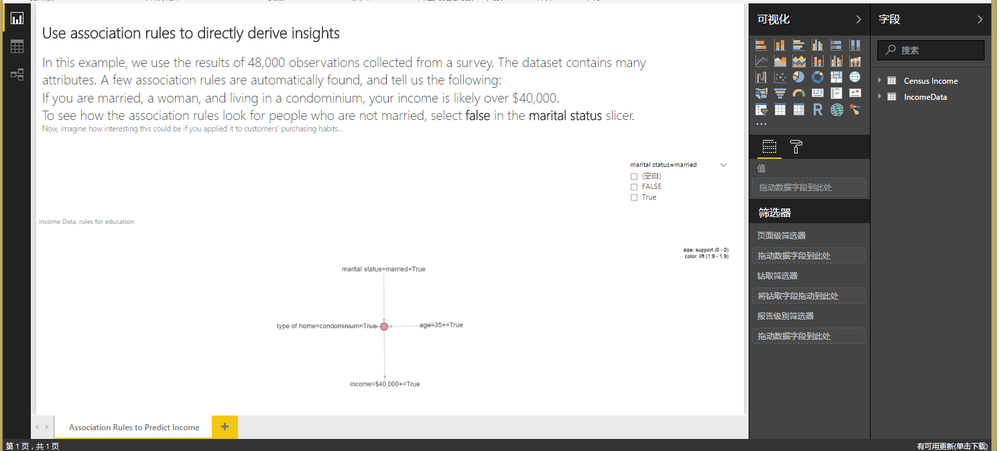 Use association rules to directly derive insights
In this example, we use the results of 48,000 observations collected from a survey. The dataset contains many
attributes. A few association rules are automatically found, and tell us the following:
If you are married, a woman, and living in a condominium, your income is likely over $40,000.
To see how the association rules look for people who are not married, select false in the marital status slicer.
Now, imagine how interesting this could be if you applied it to customers' purchasing habits...
marital status=married
(空白)
FALSE
True
Income Data, rules for education
size: support (0 - 0)
color: lift (1.9 - 1.9)
marital status=married=True
type of home=condominium=True
age=35+=True
income=$40,000+=True
Association Rules to Predict Income
+
第 1 页 , 共 1 页
可视化
123
R
...
值
拖动数据字段到此处
筛选器
页面级筛选器
拖动数据字段到此处
钻取筛选器
将钻取字段拖动到此处
报告级别筛选器
拖动数据字段到此处
字段
搜索
Census Income
IncomeData
有可用更新(单击下载)